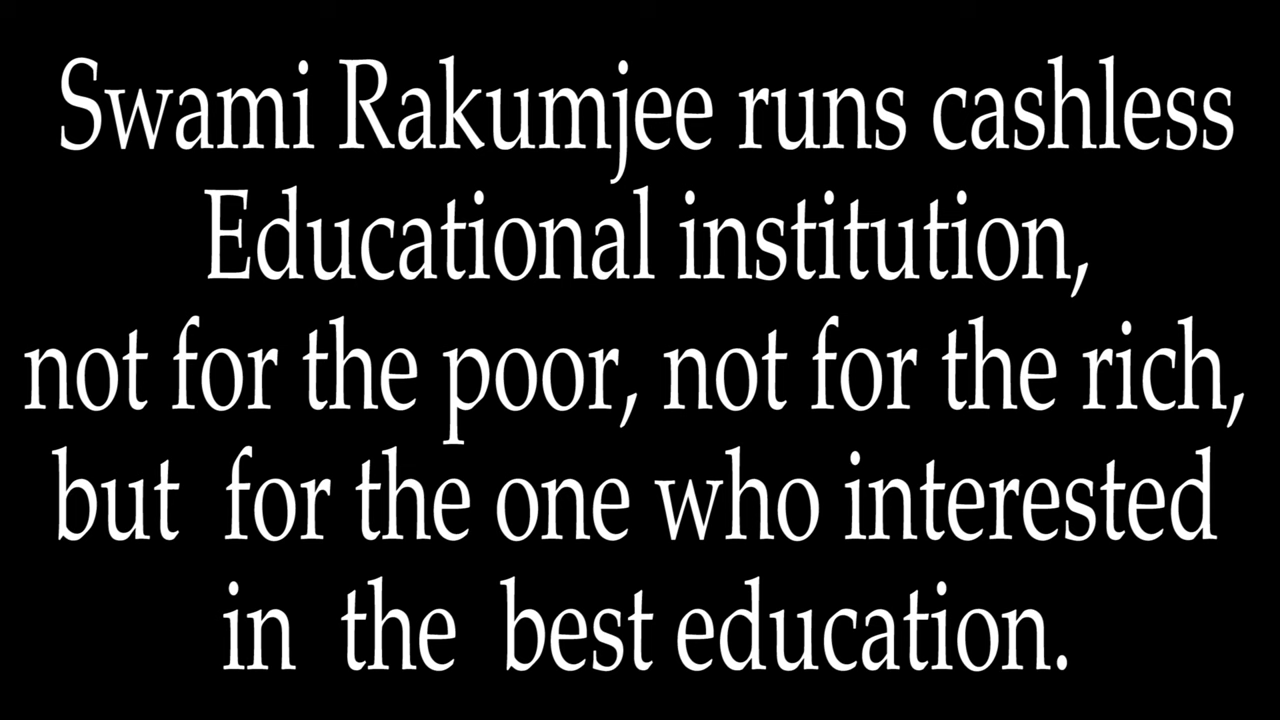 Swami Rakumjee runs cashless
Educational institution,
not for the poor, not for the rich,
but for the one who interested
in the best education.